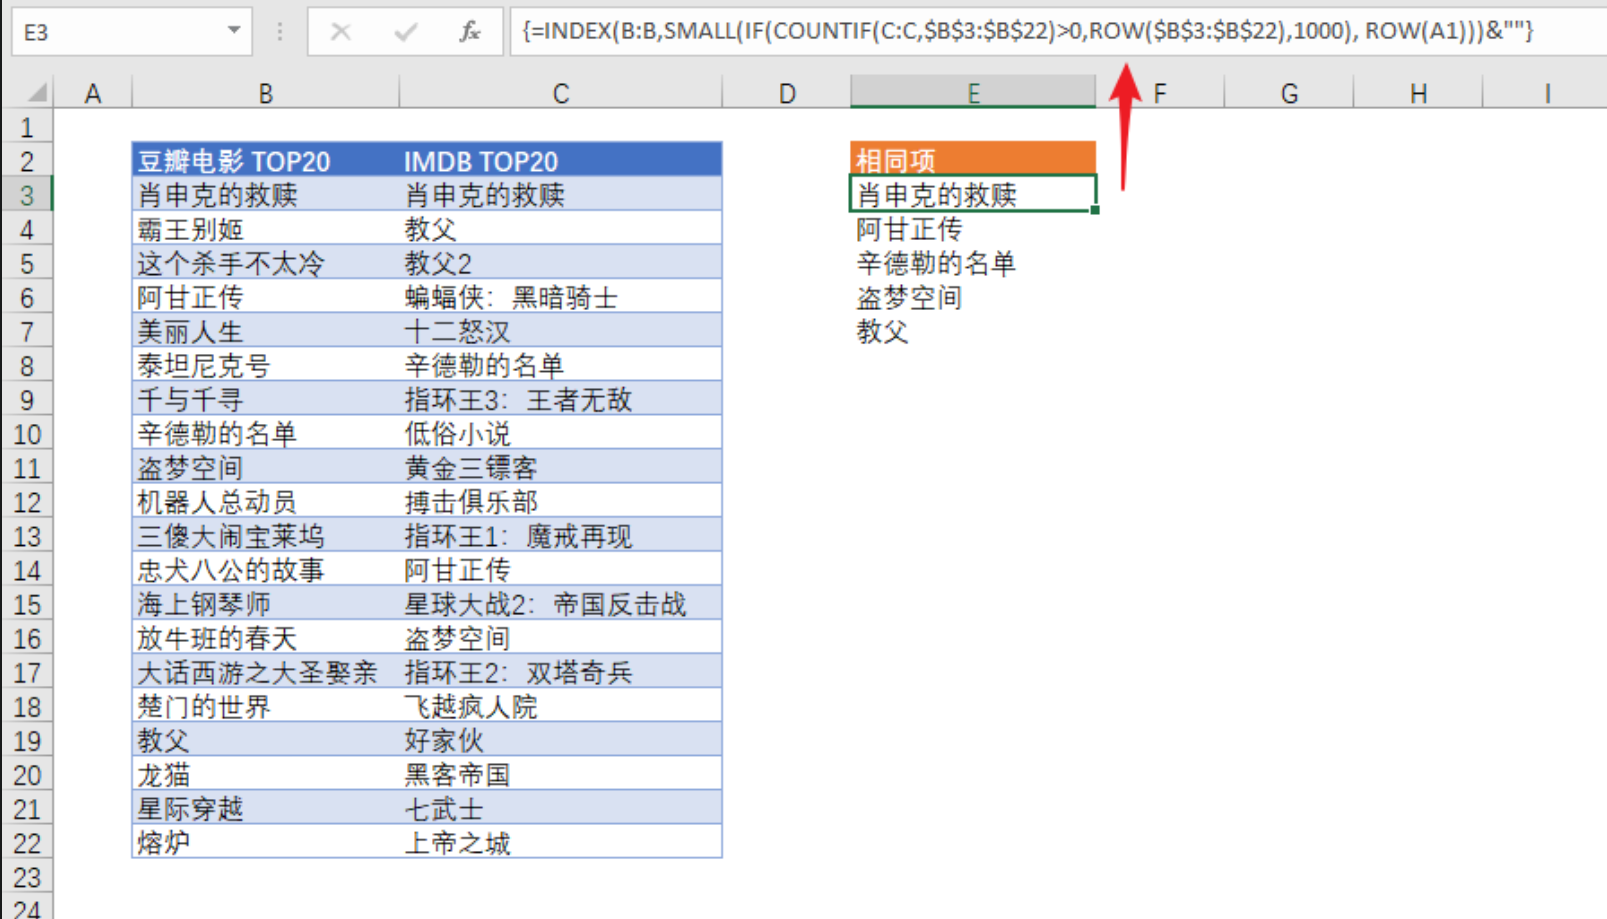 E3 fx {=INDEX(B:B,SMALL(IF(COUNTIF(C:C,$B$3:$B$22)>0,ROW($B$3:$B$22),1000), ROW(A1)))&""}
A B C D E F G H I
1
2 豆瓣电影 TOP20 IMDB TOP20 相同项
3 肖申克的救赎 肖申克的救赎 肖申克的救赎
4 霸王别姬 教父 阿甘正传
5 这个杀手不太冷 教父2 辛德勒的名单
6 阿甘正传 蝙蝠侠：黑暗骑士 盗梦空间
7 美丽人生 十二怒汉 教父
8 泰坦尼克号 辛德勒的名单
9 千与千寻 指环王3：王者无敌
10 辛德勒的名单 低俗小说
11 盗梦空间 黄金三镖客
12 机器人总动员 搏击俱乐部
13 三傻大闹宝莱坞 指环王1：魔戒再现
14 忠犬八公的故事 阿甘正传
15 海上钢琴师 星球大战2：帝国反击战
16 放牛班的春天 盗梦空间
17 大话西游之大圣娶亲 指环王2：双塔奇兵
18 楚门的世界 飞越疯人院
19 教父 好家伙
20 龙猫 黑客帝国
21 星际穿越 七武士
22 熔炉 上帝之城
23
24